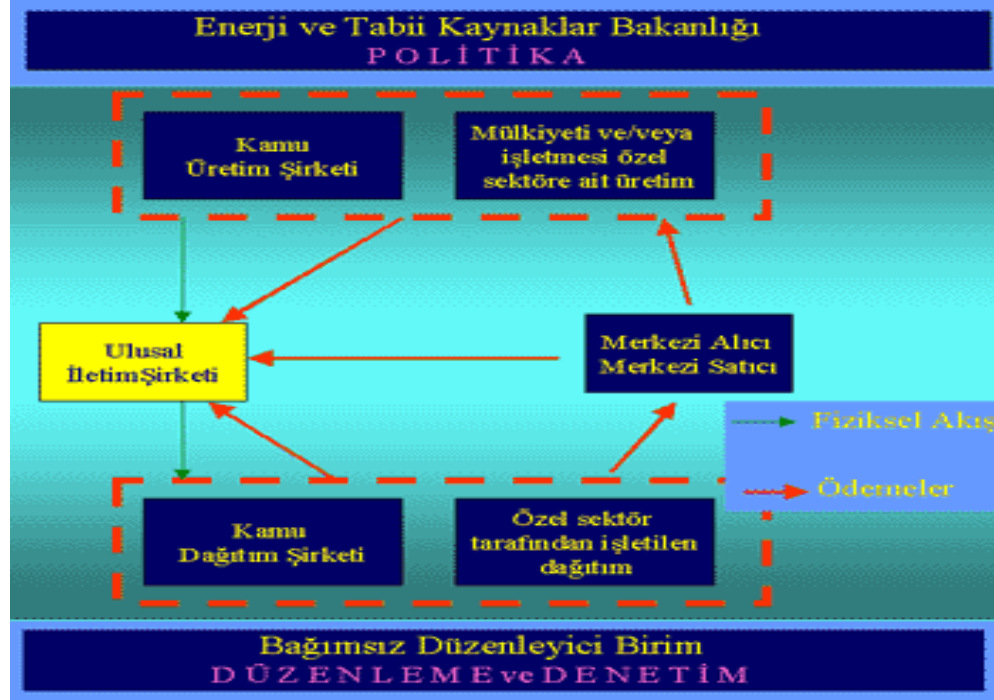 Enerji ve Tabii Kaynaklar Bakanlığı
POLİTİKA
Kamu
Üretim Şirketi
Mülkiyeti ve/veya
işletmesi özel
sektöre ait üretim
Ulusal
İletimŞirketi
Merkezi Alıcı
Merkezi Satıcı
Fiziksel Akış
Ödemeler
Kamu
Dağıtım Şirketi
Özel sektör
tarafından işletilen
dağıtım
Bağımsız Düzenleyici Birim
DÜZENLEME ve DENETİM